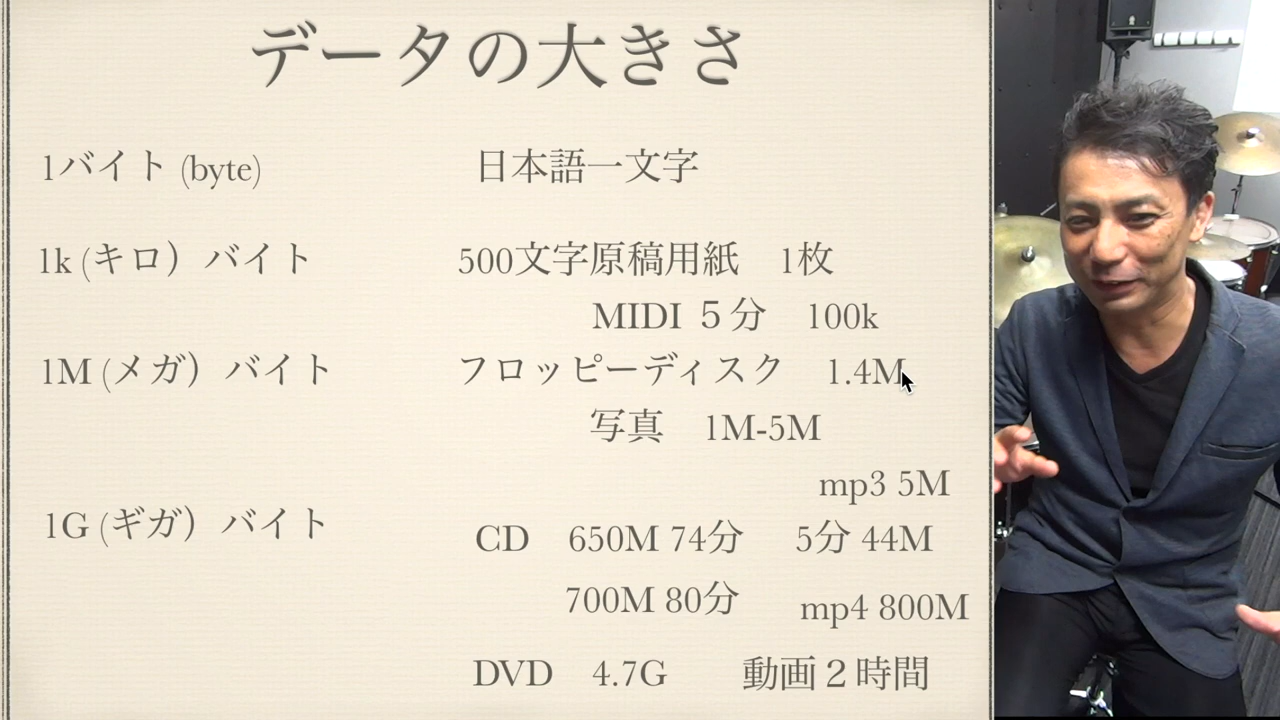 データの大きさ
1バイト (byte) 日本語一文字
1k (キロ）バイト 500文字原稿用紙 1枚
MIDI ５分 100k
1M (メガ）バイト フロッピーディスク 1.4M
写真 1M-5M
mp3 5M
1G (ギガ）バイト
CD 650M 74分 5分 44M
700M 80分 mp4 800M
DVD 4.7G 動画２時間